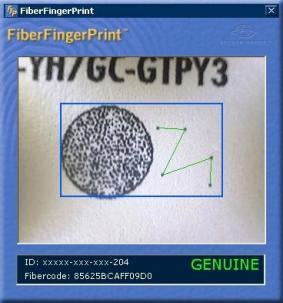 FiberFingerPrint
FiberFingerPrint™
-YH/GC-GTPY3
ID: xxxxx-xxx-xxx-204
GENUINE
Fibercode: 85625BCAFF09D0